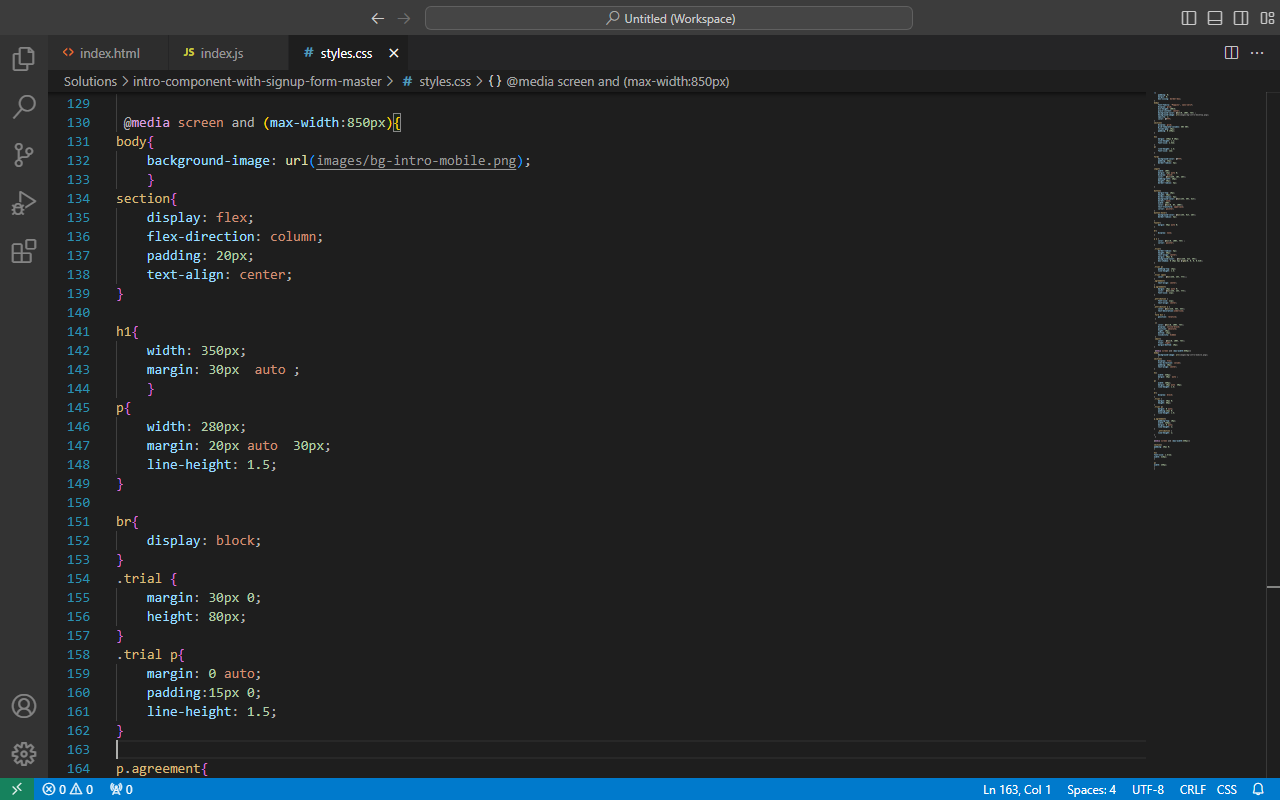 Untitled (Workspace)
<> index.html
JS index.js
# styles.css
Solutions > intro-component-with-signup-form-master > # styles.css > {} @media screen and (max-width:850px)
129
130 @media screen and (max-width:850px){
131 body{
132 background-image: url(images/bg-intro-mobile.png);
133 }
134 section{
135 display: flex;
136 flex-direction: column;
137 padding: 20px;
138 text-align: center;
139 }
140
141 h1{
142 width: 350px;
143 margin: 30px  auto ;
144 }
145 p{
146 width: 280px;
147 margin: 20px auto  30px;
148 line-height: 1.5;
149 }
150
151 br{
152 display: block;
153 }
154 .trial {
155 margin: 30px 0;
156 height: 80px;
157 }
158 .trial p{
159 margin: 0 auto;
160 padding:15px 0;
161 line-height: 1.5;
162 }
163
164 p.agreement{
0 0 0 Ln 163, Col 1 Spaces: 4 UTF-8 CRLF CSS